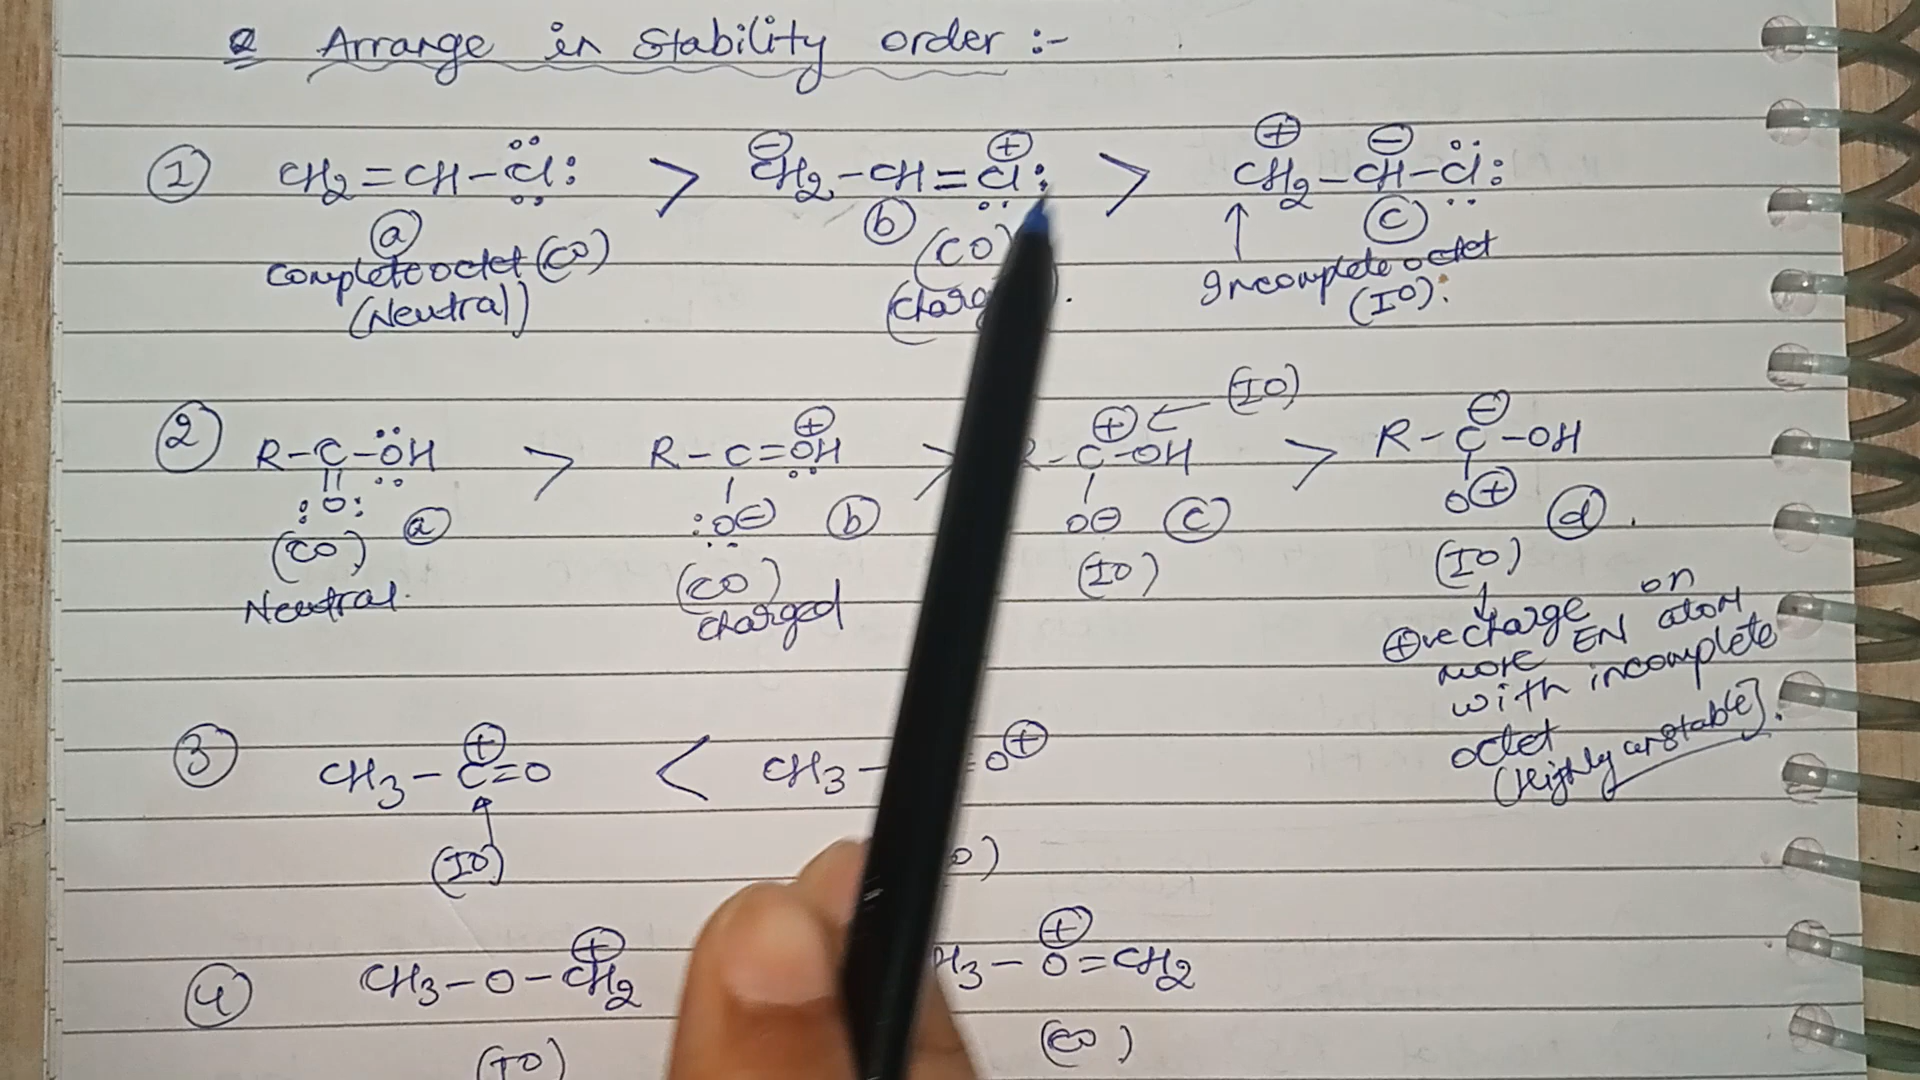 Q Arrange in Stability order :-
① CH2=CH-Cl: > ⊖CH2-CH=Cl⊕: > ⊕CH2-⊖CH-Cl:
ⓐ ⓑ ↑ ⓒ
Complete octet (CO) (CO) Incomplete octet
(Neutral) (IO).
② R-C-OH > R-C=⊕OH > -⊕C-OH ← (IO) > R-⊖C-OH
:O: ⓐ :O⊖ ⓑ O⊖ ⓒ O⊕ ⓓ.
(CO) (CO) (IO) (IO)
Neutral. charged ↓
⊕ve charge on
more EN atom
with incomplete
octet
(Highly unstable).
③ CH3-⊕C=O < CH3- O⊕
(IO)
④ CH3-O-⊕CH2 H3-⊕O=CH2
(IO) (CO)